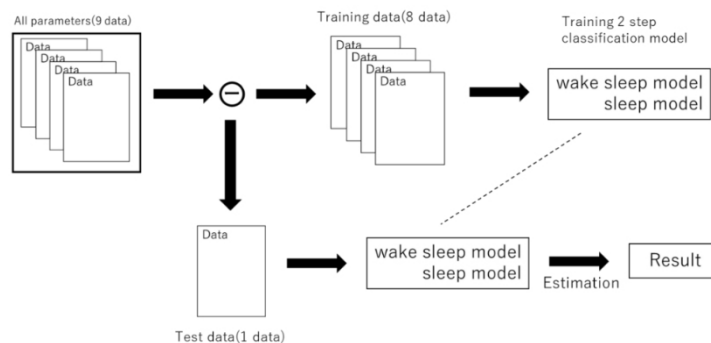 All parameters(9 data)
Data
Data
Data
Data
Training data(8 data)
Data
Data
Data
Data
Training 2 step
classification model
wake sleep model
sleep model
Data
Test data(1 data)
wake sleep model
sleep model
Estimation
Result